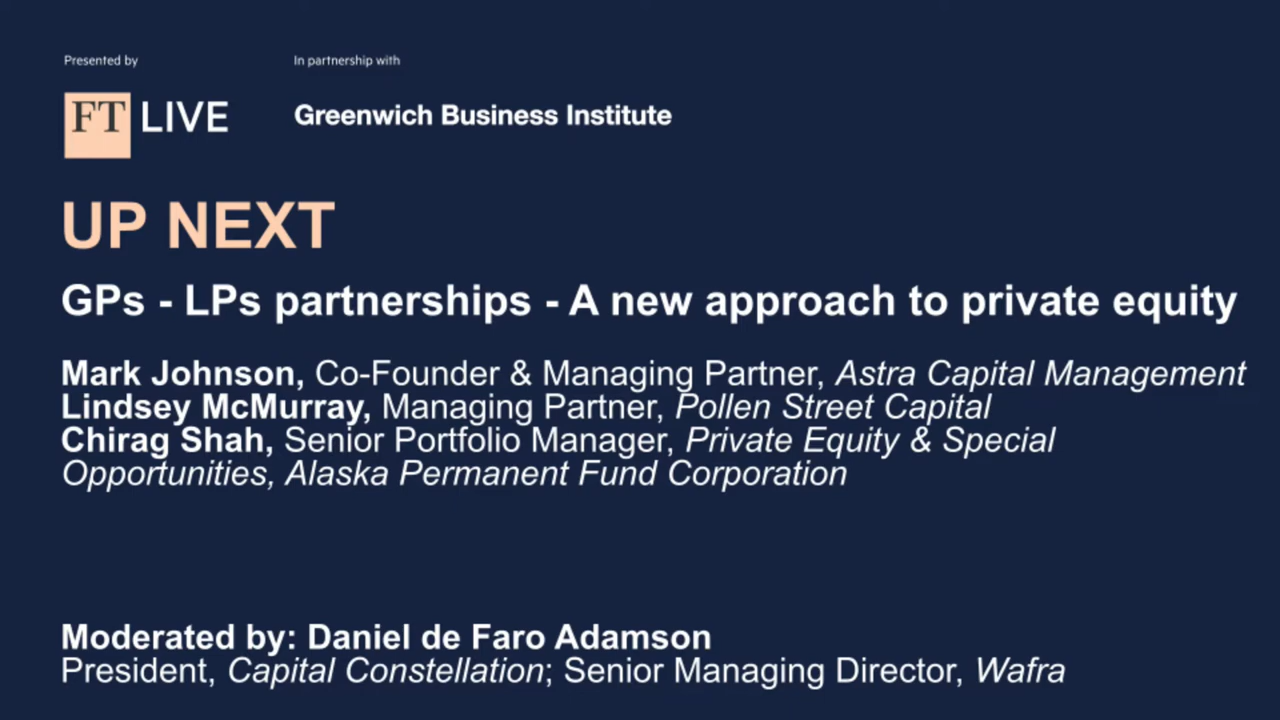 Presented by
In partnership with
FT LIVE
Greenwich Business Institute
UP NEXT
GPs - LPs partnerships - A new approach to private equity
Mark Johnson, Co-Founder & Managing Partner, Astra Capital Management
Lindsey McMurray, Managing Partner, Pollen Street Capital
Chirag Shah, Senior Portfolio Manager, Private Equity & Special
Opportunities, Alaska Permanent Fund Corporation
Moderated by: Daniel de Faro Adamson
President, Capital Constellation; Senior Managing Director, Wafra